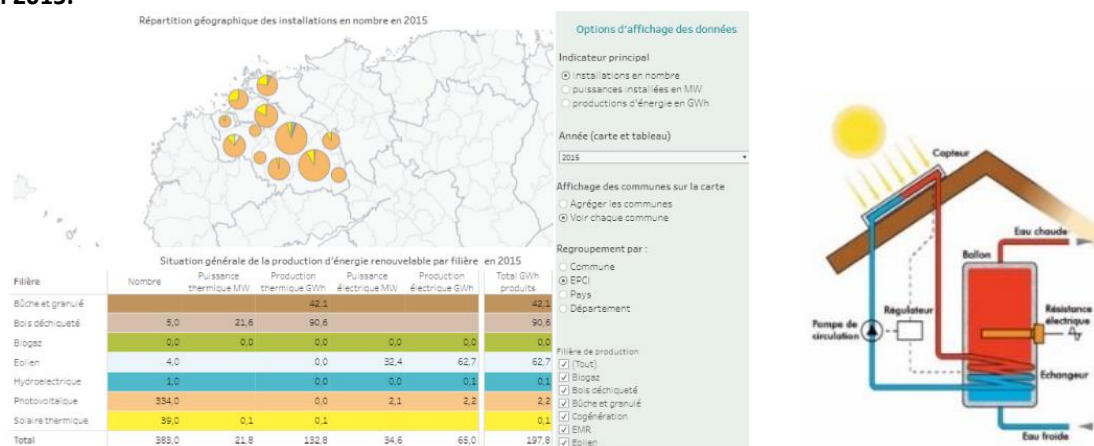 n 2015.
Répartition géographique des installations en nombre en 2015
Options d'affichage des données
Indicateur principal
installations en nombre
puissances installées en MW
productions d'énergie en GWh
Année (carte et tableau)
2015
Affichage des communes sur la carte
Agréger les communes
Voir chaque commune
Regroupement par :
Commune
EPCI
Pays
Département
Filière de production
(Tout)
Biogaz
Bois déchiqueté
Bûche et granulé
Cogénération
EMR
Eolien
Situation générale de la production d'énergie renouvelable par filière en 2015
Filière Nombre Puissance thermique MW Production thermique GWh Puissance électrique MW Production électrique GWh Total GWh produits
Bûche et granulé 42,1 42,1
Bois déchiqueté 5,0 21,6 90,6 90,6
Biogaz 0,0 0,0 0,0 0,0 0,0 0,0
Eolien 4,0 0,0 32,4 62,7 62,7
Hydroelectrique 1,0 0,0 0,0 0,1 0,1
Photovoltaïque 334,0 0,0 2,1 2,2 2,2
Solaire thermique 39,0 0,1 0,1 0,1
Total 383,0 21,8 132,8 34,6 65,0 197,8
Capteur
Eau chaude
Ballon
Régulateur
Résistance
électrique
Pompe de
circulation
Echangeur
Eau froide